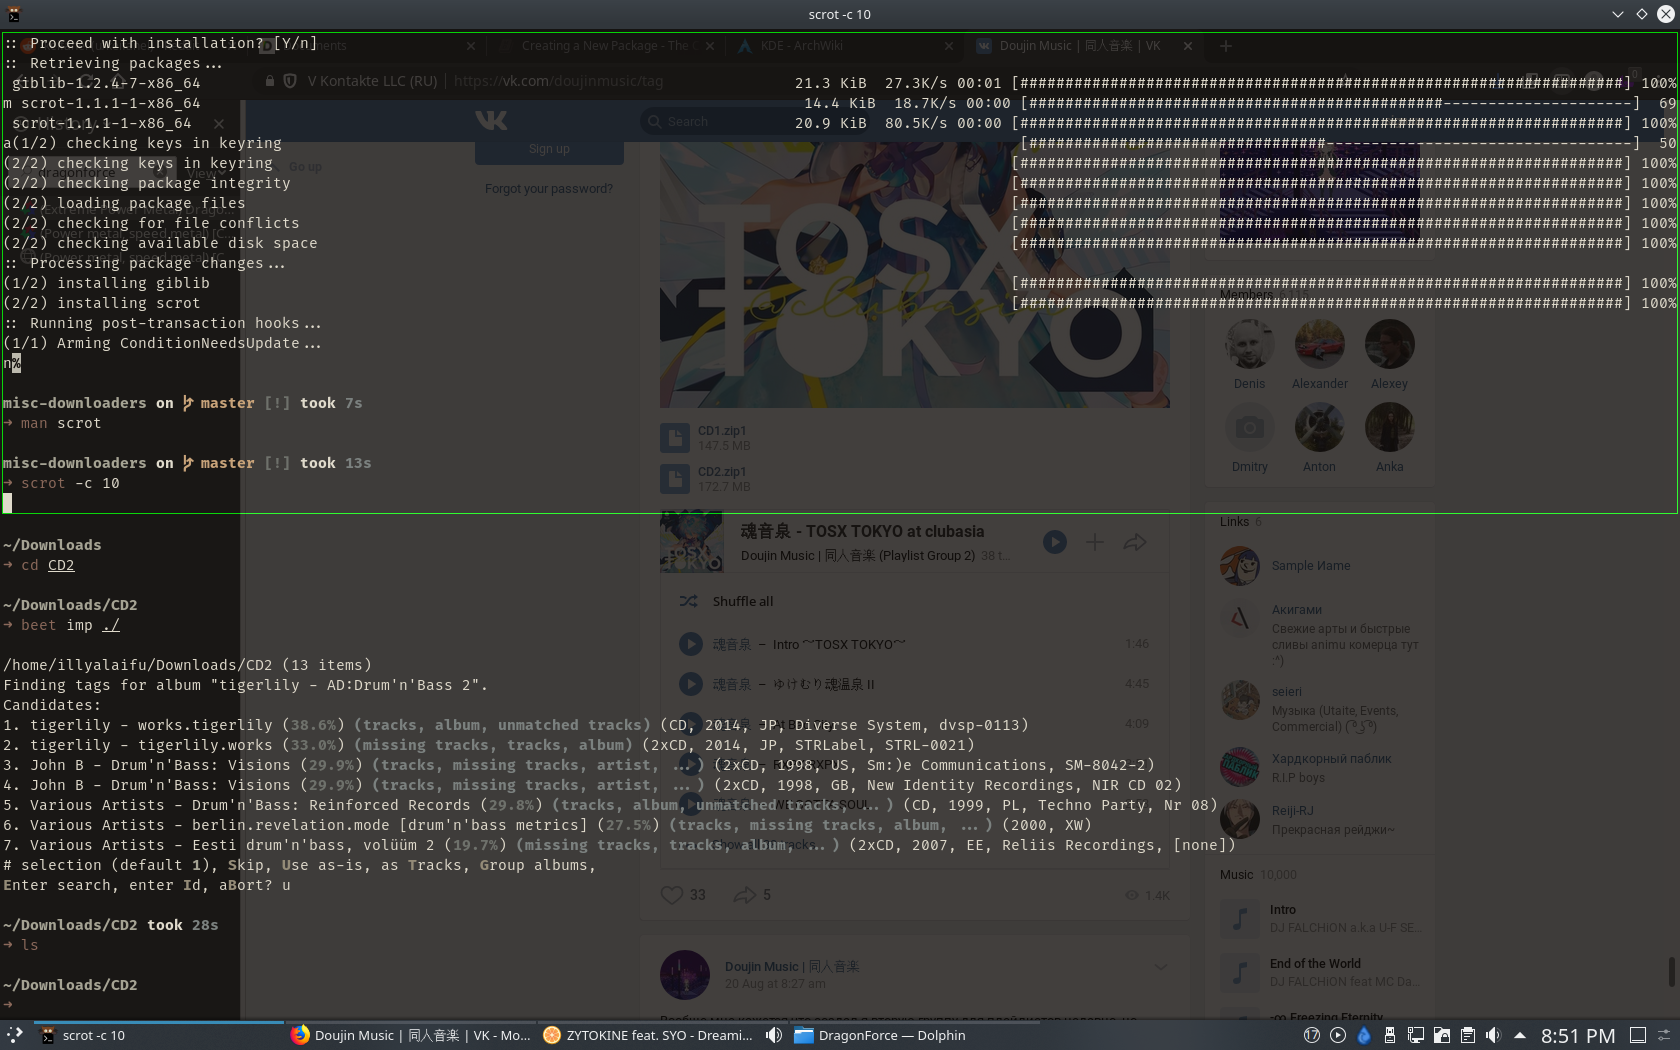 scrot -c 10
:: Proceed with installation? [Y/n]
:: Retrieving packages...
giblib-1.2.4-7-x86_64 21.3 KiB 27.3K/s 00:01 100%
m scrot-1.1.1-1-x86_64 14.4 KiB 18.7K/s 00:00 69
scrot-1.1.1-1-x86_64 20.9 KiB 80.5K/s 00:00 100%
a(1/2) checking keys in keyring 50
(2/2) checking keys in keyring 100%
(2/2) checking package integrity 100%
(2/2) loading package files 100%
(2/2) checking for file conflicts 100%
(2/2) checking available disk space 100%
:: Processing package changes...
(1/2) installing giblib 100%
(2/2) installing scrot 100%
:: Running post-transaction hooks...
(1/1) Arming ConditionNeedsUpdate...
n%
misc-downloaders on master [!] took 7s
➜ man scrot
misc-downloaders on master [!] took 13s
➜ scrot -c 10
~/Downloads
➜ cd CD2
~/Downloads/CD2
➜ beet imp ./
/home/illyalaifu/Downloads/CD2 (13 items)
Finding tags for album "tigerlily - AD:Drum'n'Bass 2".
Candidates:
1. tigerlily - works.tigerlily (38.6%) (tracks, album, unmatched tracks) (CD, 2014, JP, Diverse System, dvsp-0113)
2. tigerlily - tigerlily.works (33.0%) (missing tracks, tracks, album) (2xCD, 2014, JP, STRLabel, STRL-0021)
3. John B - Drum'n'Bass: Visions (29.9%) (tracks, missing tracks, artist, ...) (2xCD, 1998, US, Sm:)e Communications, SM-8042-2)
4. John B - Drum'n'Bass: Visions (29.9%) (tracks, missing tracks, artist, ...) (2xCD, 1998, GB, New Identity Recordings, NIR CD 02)
5. Various Artists - Drum'n'Bass: Reinforced Records (29.8%) (tracks, album, unmatched tracks, ...) (CD, 1999, PL, Techno Party, Nr 08)
6. Various Artists - berlin.revelation.mode [drum'n'bass metrics] (27.5%) (tracks, missing tracks, album, ...) (2000, XW)
7. Various Artists - Eesti drum'n'bass, volüüm 2 (19.7%) (missing tracks, tracks, album, ...) (2xCD, 2007, EE, Reliis Recordings, [none])
# selection (default 1), Skip, Use as-is, as Tracks, Group albums,
Enter search, enter Id, aBort? u
~/Downloads/CD2 took 28s
➜ ls
~/Downloads/CD2
➜
Creating a New Package - The
KDE - ArchWiki
Doujin Music | 同人音楽 | VK
V Kontakte LLC (RU)
https://vk.com/doujinmusic/tag
Search
History
dragonforce
View
Go up
Sign up
Forgot your password?
TOSX
TOKYO
@clubasia
CD1.zip1
147.5 MB
CD2.zip1
172.7 MB
魂音泉 - TOSX TOKYO at clubasia
Doujin Music | 同人音楽 (Playlist Group 2) 38 t...
Shuffle all
魂音泉 – Intro ～TOSX TOKYO～ 1:46
魂音泉 – ゆけむり魂温泉 II 4:45
4:09
33
5
1.4K
Doujin Music | 同人音楽
20 Aug at 8:27 am
Members 6,115
Denis
Alexander
Alexey
Dmitry
Anton
Anka
Links 6
Sample Иame
Акигами
Свежие арты и быстрые
сливы animu комерца тут
:^)
seieri
Музыка (Utaite, Events,
Commercial) ( ͡° ͜ʖ ͡°)
Хардкорный паблик
R.I.P boys
Reiji-RJ
Прекрасная рейджи~
Music 10,000
Intro
DJ FALCHiON a.k.a U-F SE...
End of the World
DJ FALCHiON feat MC Da...
-∞ Freezing Eternity
scrot -c 10
Doujin Music | 同人音楽 | VK - Mo...
ZYTOKINE feat. SYO - Dreami...
DragonForce — Dolphin
17
8:51 PM